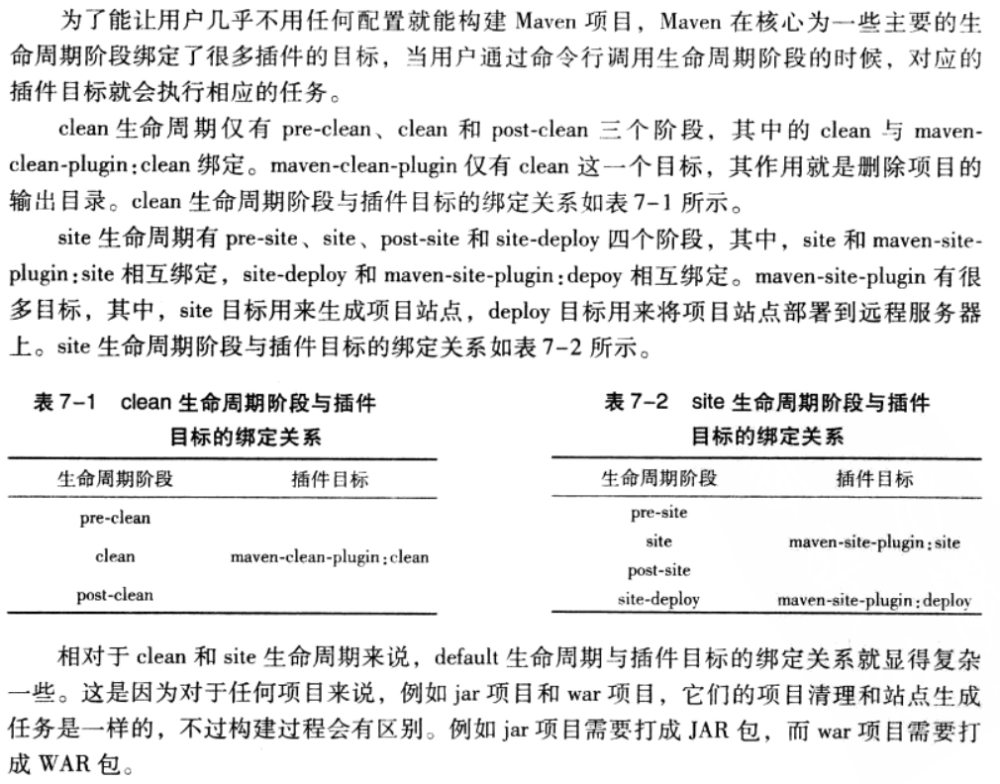 为了能让用户几乎不用任何配置就能构建 Maven 项目，Maven 在核心为一些主要的生
命周期阶段绑定了很多插件的目标，当用户通过命令行调用生命周期阶段的时候，对应的
插件目标就会执行相应的任务。
clean 生命周期仅有 pre-clean、clean 和 post-clean 三个阶段，其中的 clean 与 maven-
clean-plugin:clean 绑定。maven-clean-plugin 仅有 clean 这一个目标，其作用就是删除项目的
输出目录。clean 生命周期阶段与插件目标的绑定关系如表 7-1 所示。
site 生命周期有 pre-site、site、post-site 和 site-deploy 四个阶段，其中，site 和 maven-site-
plugin:site 相互绑定，site-deploy 和 maven-site-plugin:depoy 相互绑定。maven-site-plugin 有很
多目标，其中，site 目标用来生成项目站点，deploy 目标用来将项目站点部署到远程服务器
上。site 生命周期阶段与插件目标的绑定关系如表 7-2 所示。
表 7-1 clean 生命周期阶段与插件
目标的绑定关系
生命周期阶段 插件目标
pre-clean
clean maven-clean-plugin:clean
post-clean
表 7-2 site 生命周期阶段与插件
目标的绑定关系
生命周期阶段 插件目标
pre-site
site maven-site-plugin:site
post-site
site-deploy maven-site-plugin:deploy
相对于 clean 和 site 生命周期来说，default 生命周期与插件目标的绑定关系就显得复杂
一些。这是因为对于任何项目来说，例如 jar 项目和 war 项目，它们的项目清理和站点生成
任务是一样的，不过构建过程会有区别。例如 jar 项目需要打成 JAR 包，而 war 项目需要打
成 WAR 包。